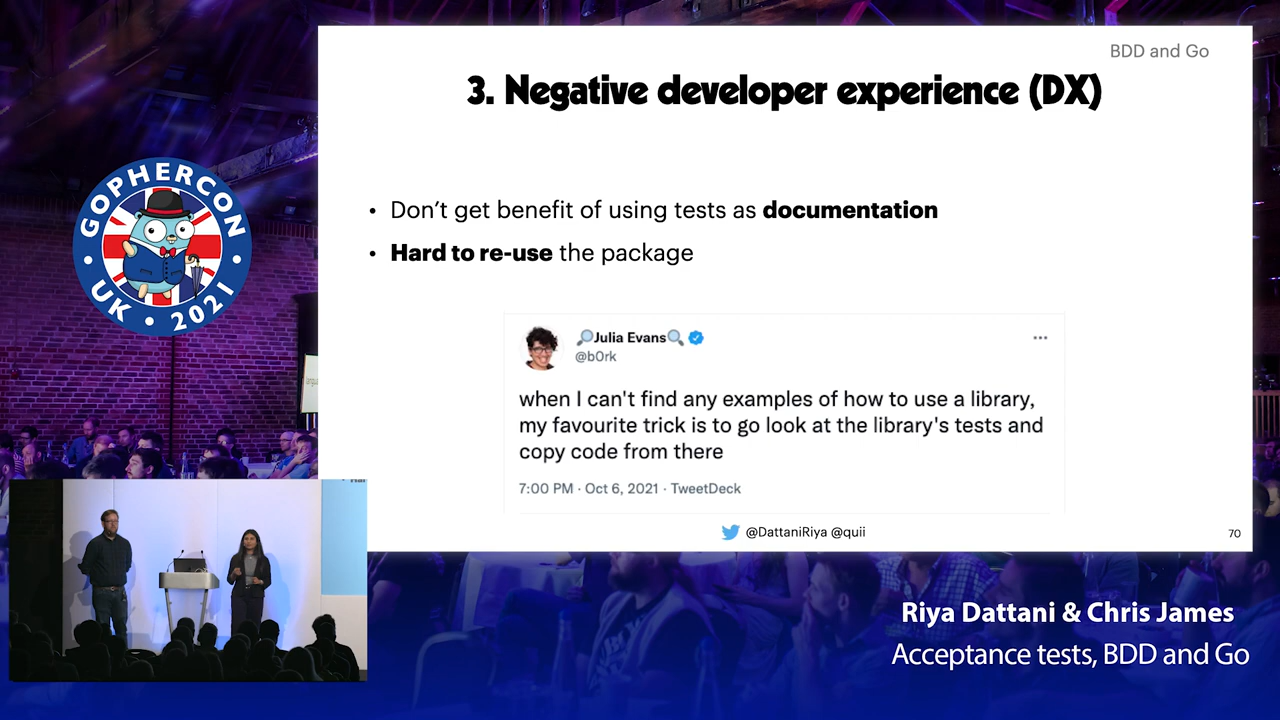 BDD and Go
3. Negative developer experience (DX)
• Don’t get benefit of using tests as documentation
• Hard to re-use the package
🔎Julia Evans🔍
@b0rk
when I can't find any examples of how to use a library,
my favourite trick is to go look at the library's tests and
copy code from there
7:00 PM · Oct 6, 2021 · TweetDeck
@DattaniRiya @quii
70
GOPHERCON
UK • 2021
Riya Dattani & Chris James
Acceptance tests, BDD and Go